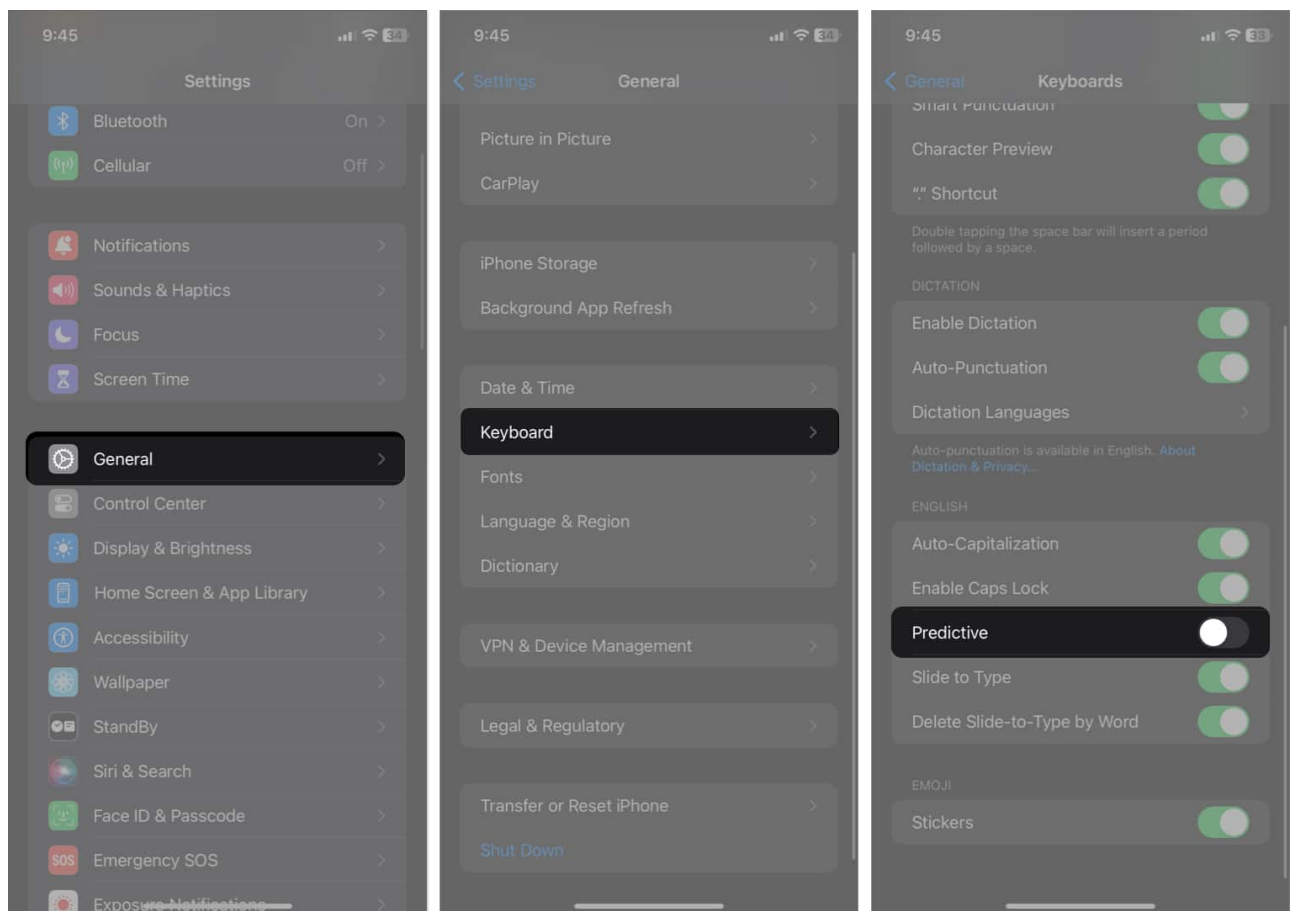 9:45
34
Settings
Bluetooth On
Cellular Off
Notifications
Sounds & Haptics
Focus
Screen Time
General
Control Center
Display & Brightness
Home Screen & App Library
Accessibility
Wallpaper
StandBy
Siri & Search
Face ID & Passcode
SOS Emergency SOS
Exposure Notifications
9:45
34
Settings General
Picture in Picture
CarPlay
iPhone Storage
Background App Refresh
Date & Time
Keyboard
Fonts
Language & Region
Dictionary
VPN & Device Management
Legal & Regulatory
Transfer or Reset iPhone
Shut Down
9:45
33
General Keyboards
Smart Punctuation
Character Preview
“.” Shortcut
Double tapping the space bar will insert a period
followed by a space.
DICTATION
Enable Dictation
Auto-Punctuation
Dictation Languages
Auto-punctuation is available in English. About
Dictation & Privacy...
ENGLISH
Auto-Capitalization
Enable Caps Lock
Predictive
Slide to Type
Delete Slide-to-Type by Word
EMOJI
Stickers